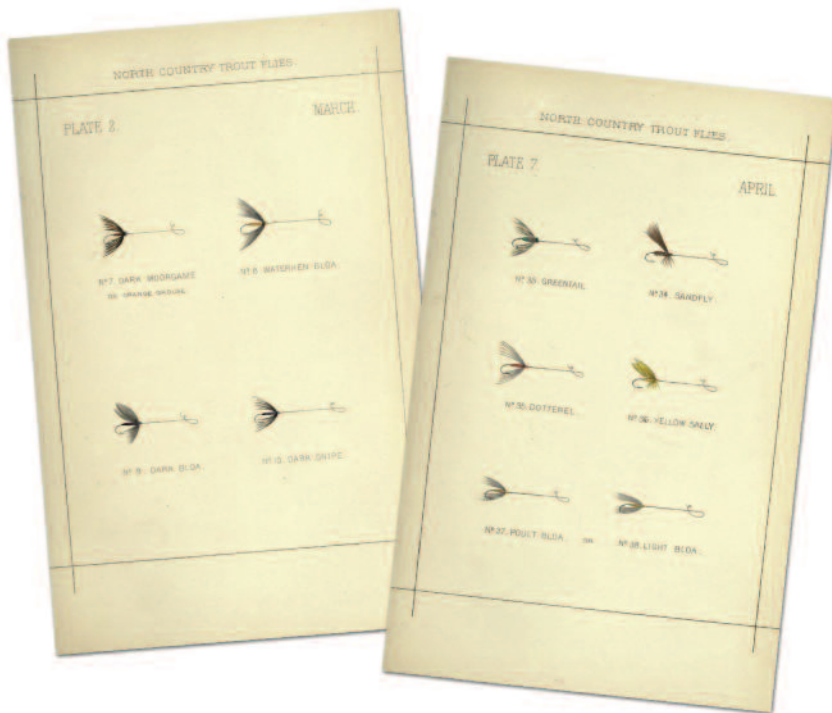 NORTH COUNTRY TROUT FLIES.
MARCH.
PLATE 2.
Nº 7. DARK MOORGAME
OR ORANGE GROUSE.
Nº 8. WATERHEN BLOA.
Nº 9. DARK BLOA.
Nº 10. DARK SNIPE.
NORTH COUNTRY TROUT FLIES.
PLATE 7.
APRIL.
Nº 33. GREENTAIL.
Nº 34. SANDFLY.
Nº 35. DOTTEREL.
Nº 36. YELLOW SALLY.
Nº 37. POULT BLOA. OR Nº 38. LIGHT BLOA.